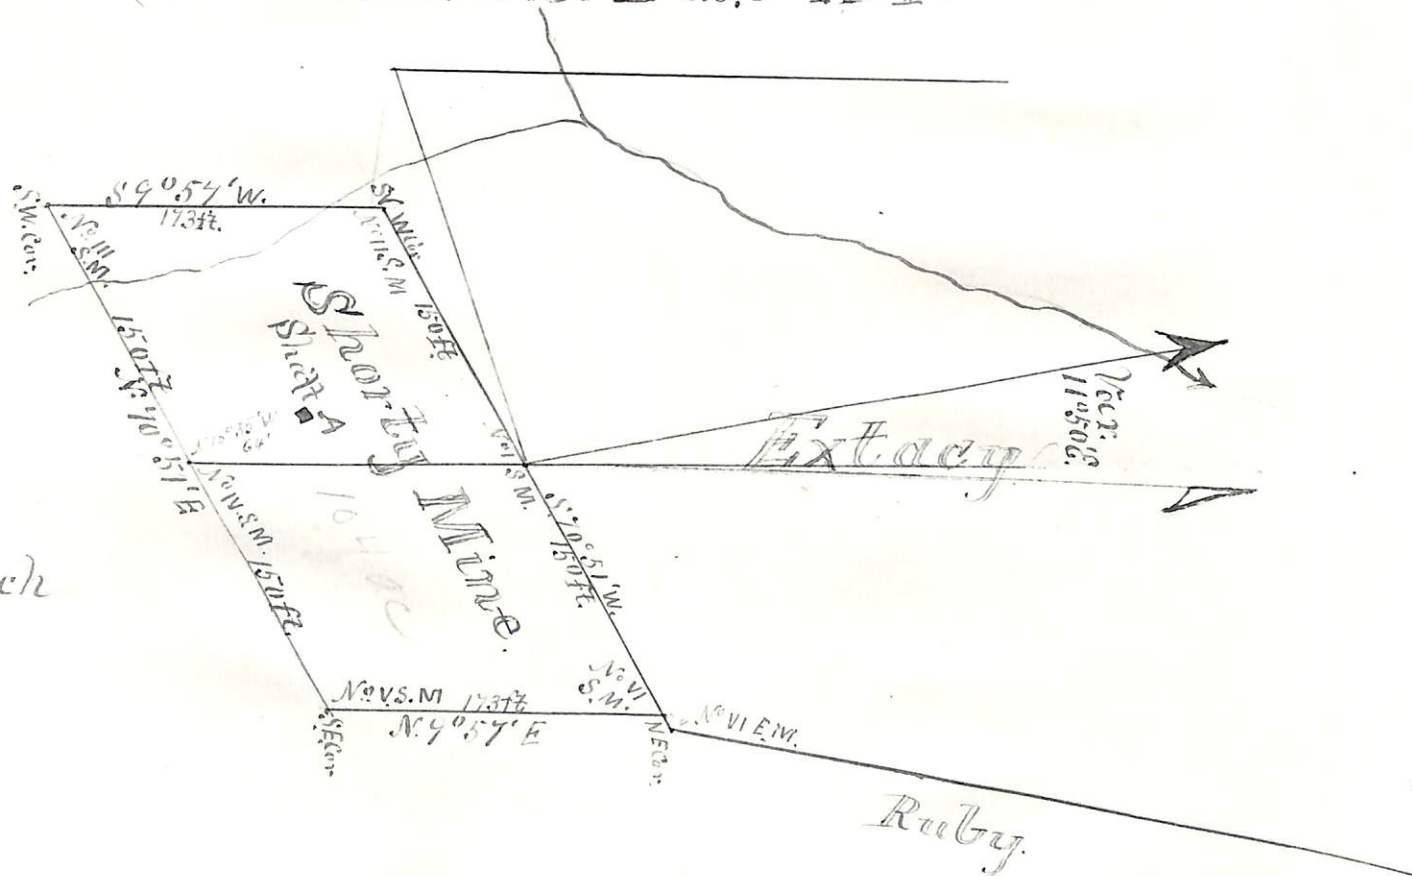 S 9° 57' W.
173ft.
S.W. Cor.
No. III
S.M.
N W Cor
No. II. S. M
150 ft
150 ft
N. 70° 51' E
Shorty Mine.
Shaft A
64'
No I
S M.
Extacy
Var.
11° 50' E.
No IV. S M. 150 ft.
S 70° 51' W.
150 ft.
ch
No VI
S. M.
No V. S. M 173 ft
N. 9° 57' E
S.E. Cor.
N E Cor.
No VI E. M.
Ruby.